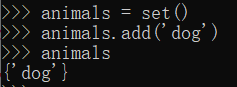 >>> animals = set()
>>> animals.add('dog')
>>> animals
{'dog'}